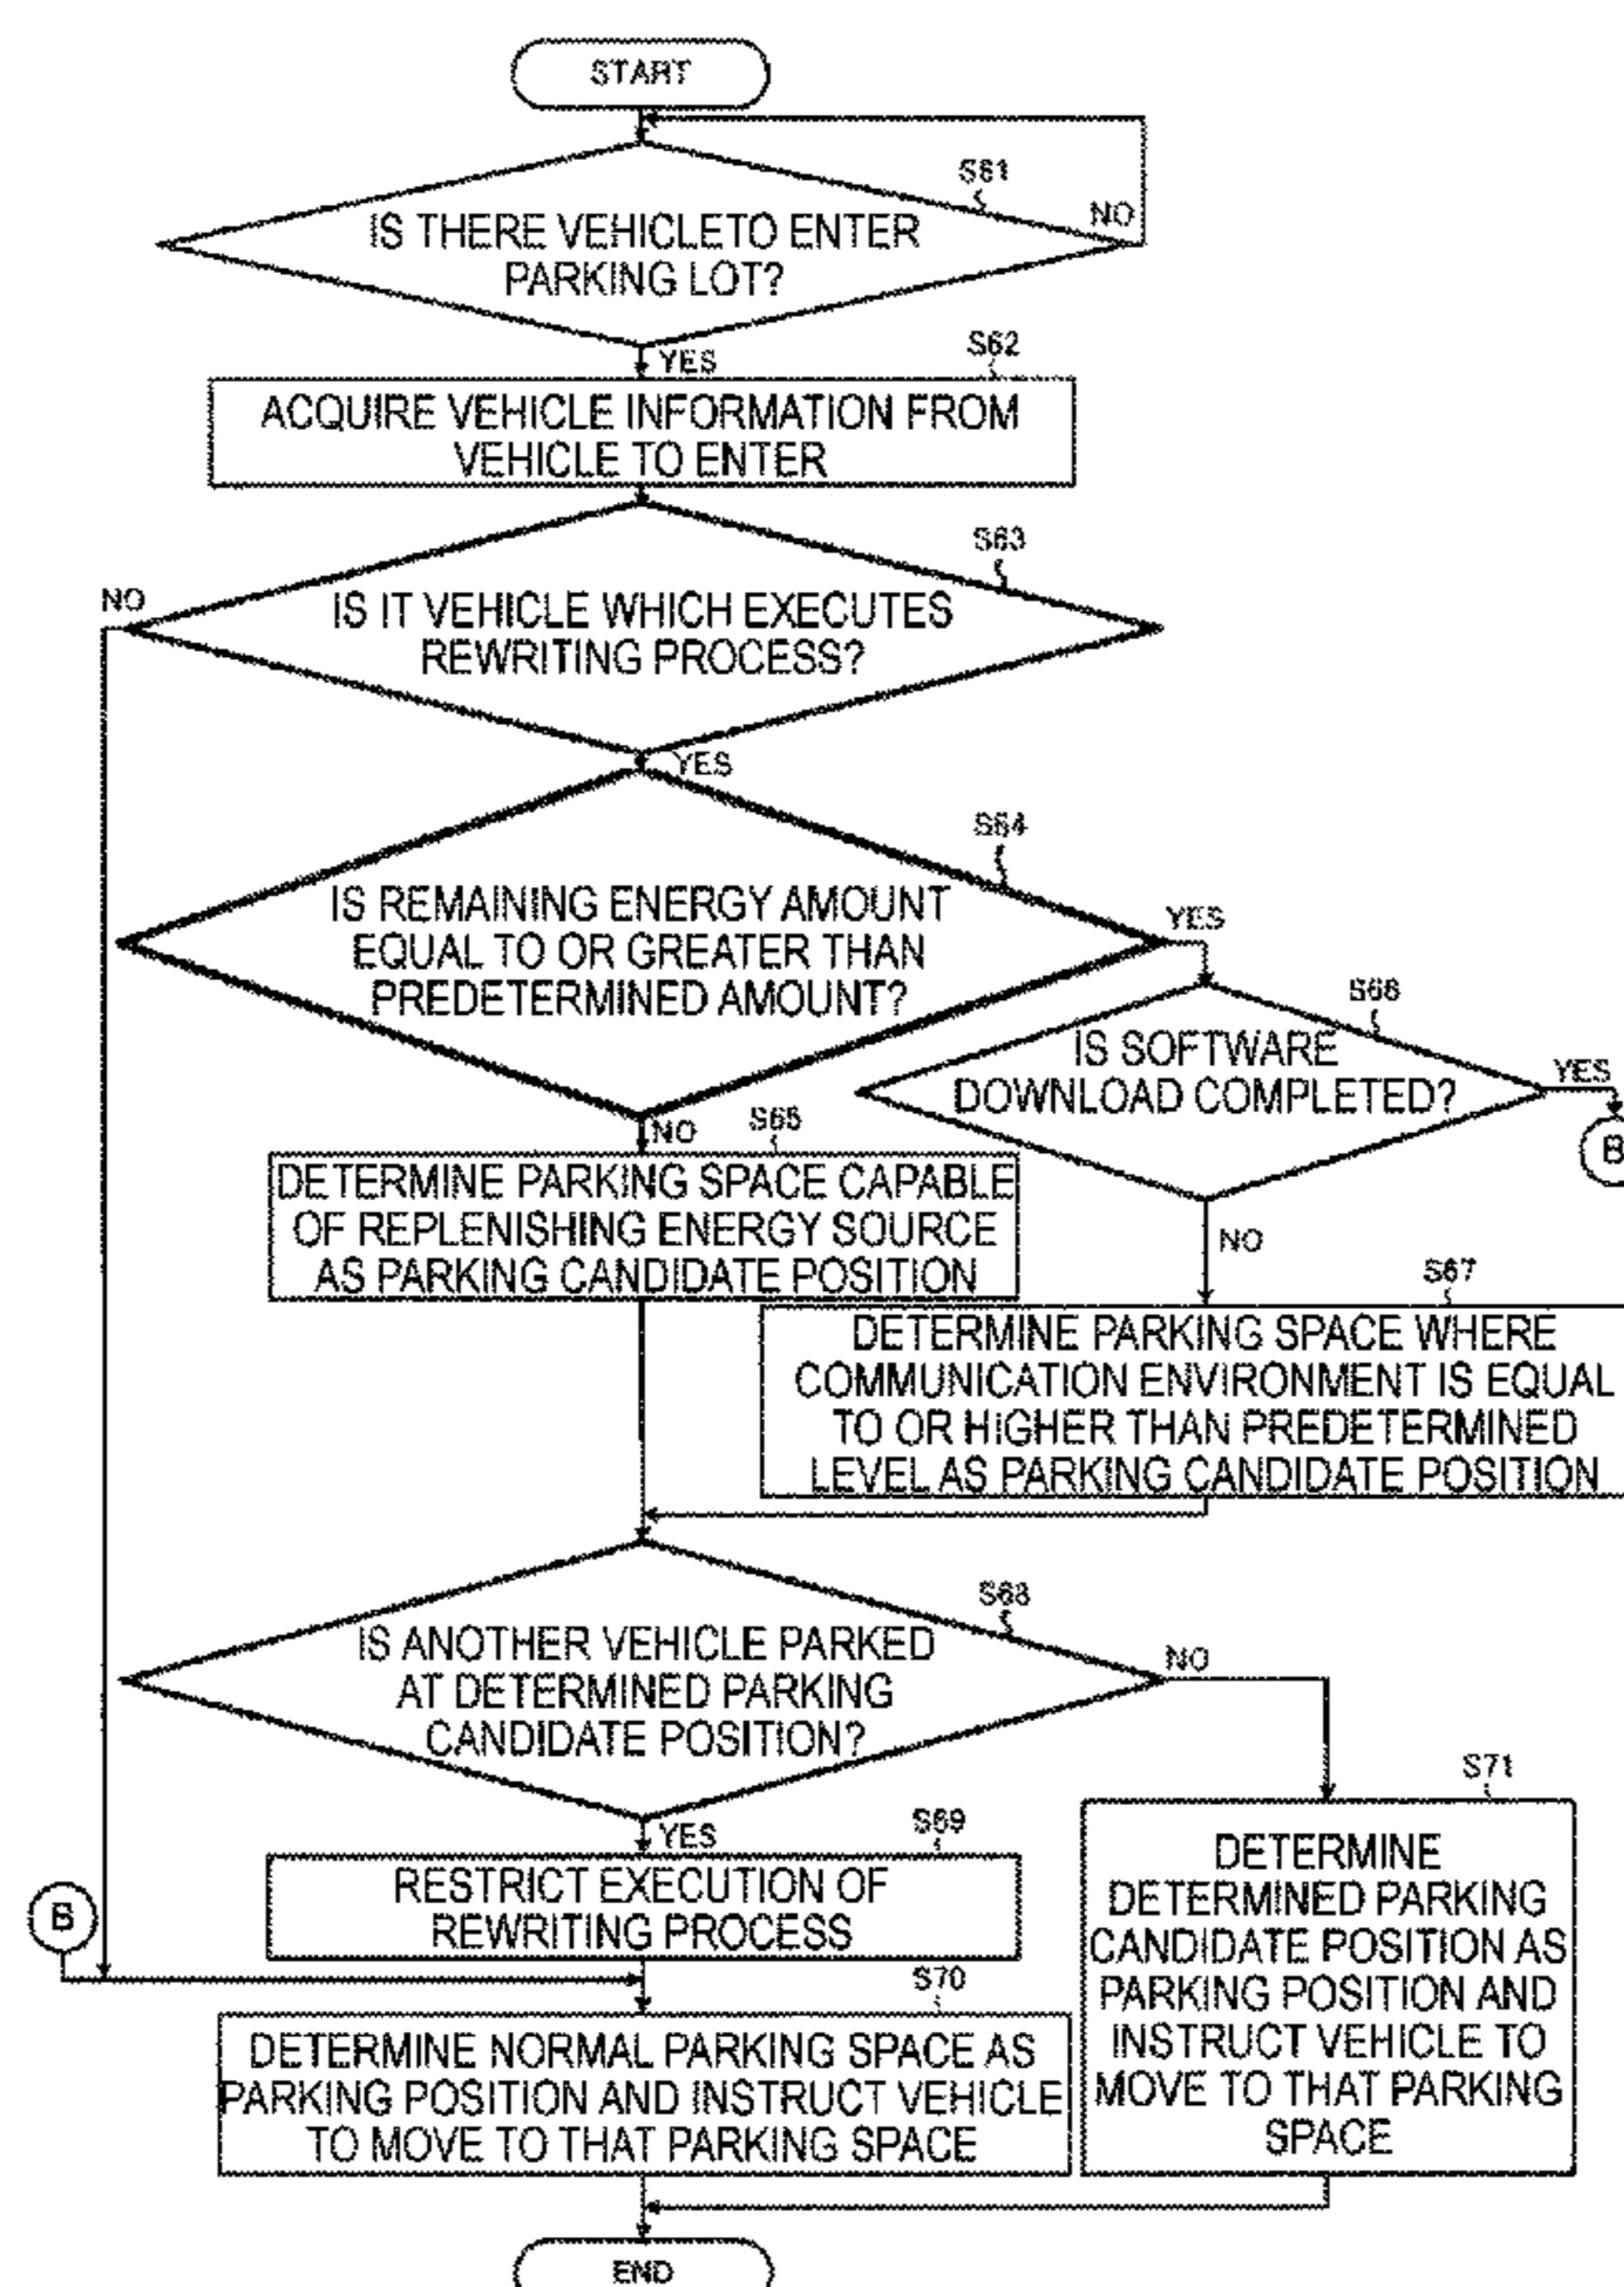 START
S61
IS THERE VEHICLETO ENTER
NO
PARKING LOT?
YES
S62
ACQUIRE VEHICLE INFORMATION FROM
VEHICLE TO ENTER
S63
NO
IS IT VEHICLE WHICH EXECUTES
REWRITING PROCESS?
YES
S64
IS REMAINING ENERGY AMOUNT
EQUAL TO OR GREATER THAN
PREDETERMINED AMOUNT?
YES
S66
IS SOFTWARE
DOWNLOAD COMPLETED?
YES
B
NO
S65
DETERMINE PARKING SPACE CAPABLE
OF REPLENISHING ENERGY SOURCE
AS PARKING CANDIDATE POSITION
NO
S67
DETERMINE PARKING SPACE WHERE
COMMUNICATION ENVIRONMENT IS EQUAL
TO OR HIGHER THAN PREDETERMINED
LEVEL AS PARKING CANDIDATE POSITION
S68
IS ANOTHER VEHICLE PARKED
AT DETERMINED PARKING
CANDIDATE POSITION?
NO
YES
S69
RESTRICT EXECUTION OF
REWRITING PROCESS
B
S70
DETERMINE NORMAL PARKING SPACE AS
PARKING POSITION AND INSTRUCT VEHICLE
TO MOVE TO THAT PARKING SPACE
S71
DETERMINE
DETERMINED PARKING
CANDIDATE POSITION AS
PARKING POSITION AND
INSTRUCT VEHICLE TO
MOVE TO THAT PARKING
SPACE
END